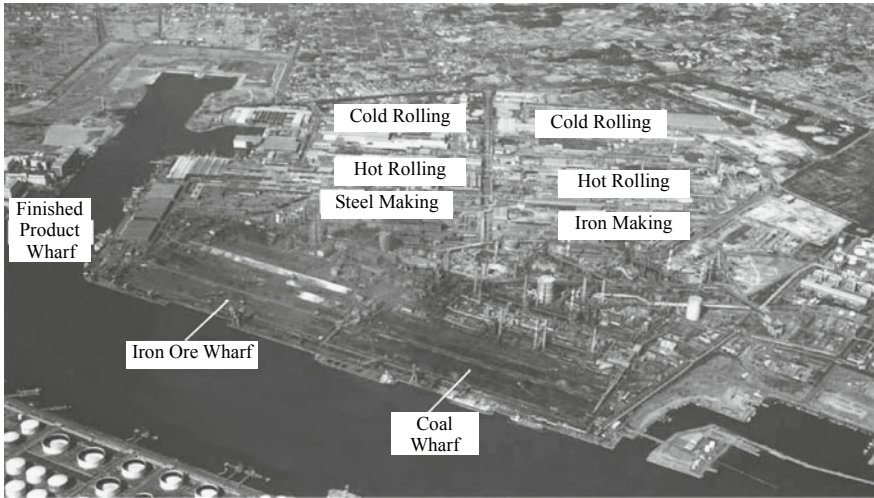 Cold Rolling
Cold Rolling
Hot Rolling
Hot Rolling
Steel Making
Iron Making
Finished
Product
Wharf
Iron Ore Wharf
Coal
Wharf